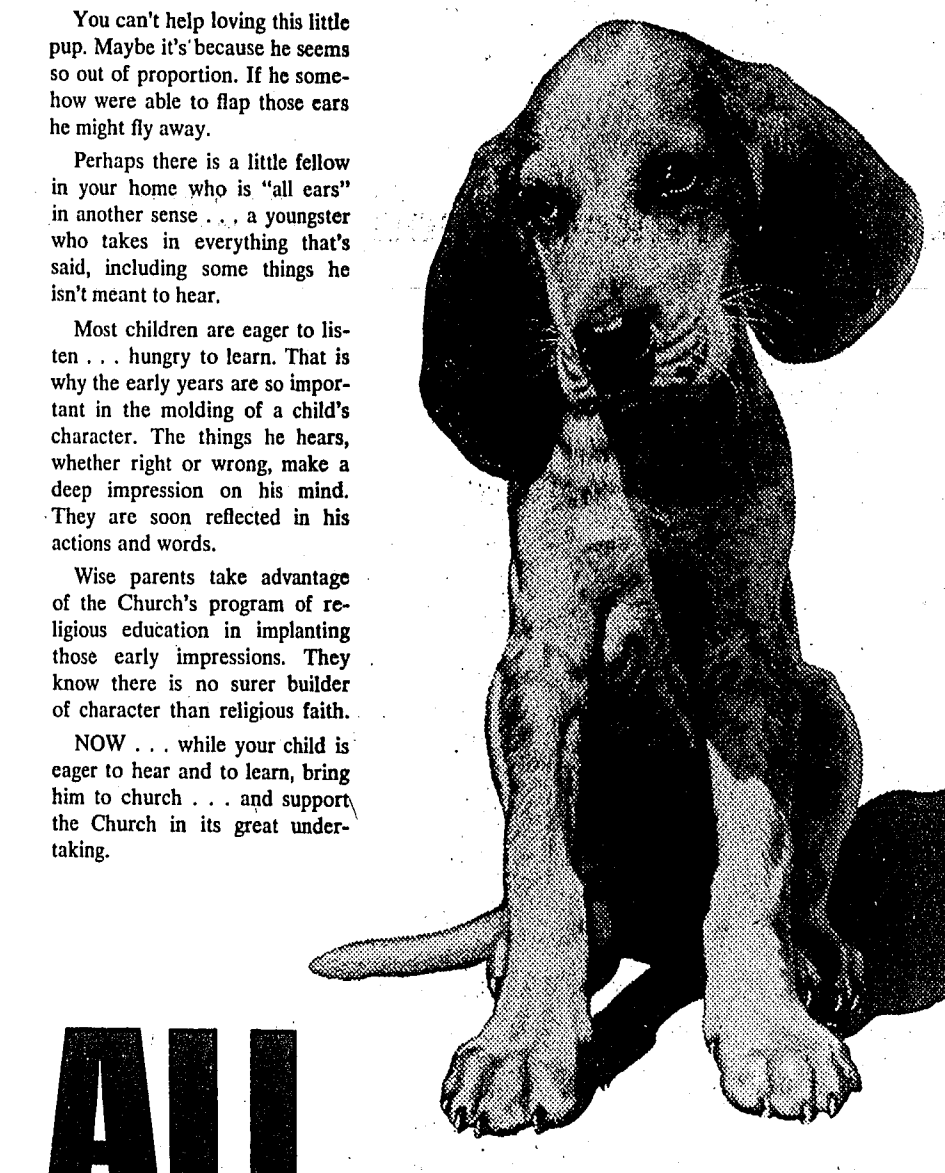 You can't help loving this little
pup. Maybe it's because he seems
so out of proportion. If he some-
how were able to flap those ears
he might fly away.
Perhaps there is a little fellow
in your home who is "all ears"
in another sense . . . a youngster
who takes in everything that's
said, including some things he
isn't meant to hear.
Most children are eager to lis-
ten . . . hungry to learn. That is
why the early years are so impor-
tant in the molding of a child's
character. The things he hears,
whether right or wrong, make a
deep impression on his mind.
They are soon reflected in his
actions and words.
Wise parents take advantage
of the Church's program of re-
ligious education in implanting
those early impressions. They
know there is no surer builder
of character than religious faith.
NOW . . . while your child is
eager to hear and to learn, bring
him to church . . . and support
the Church in its great under-
taking.
All